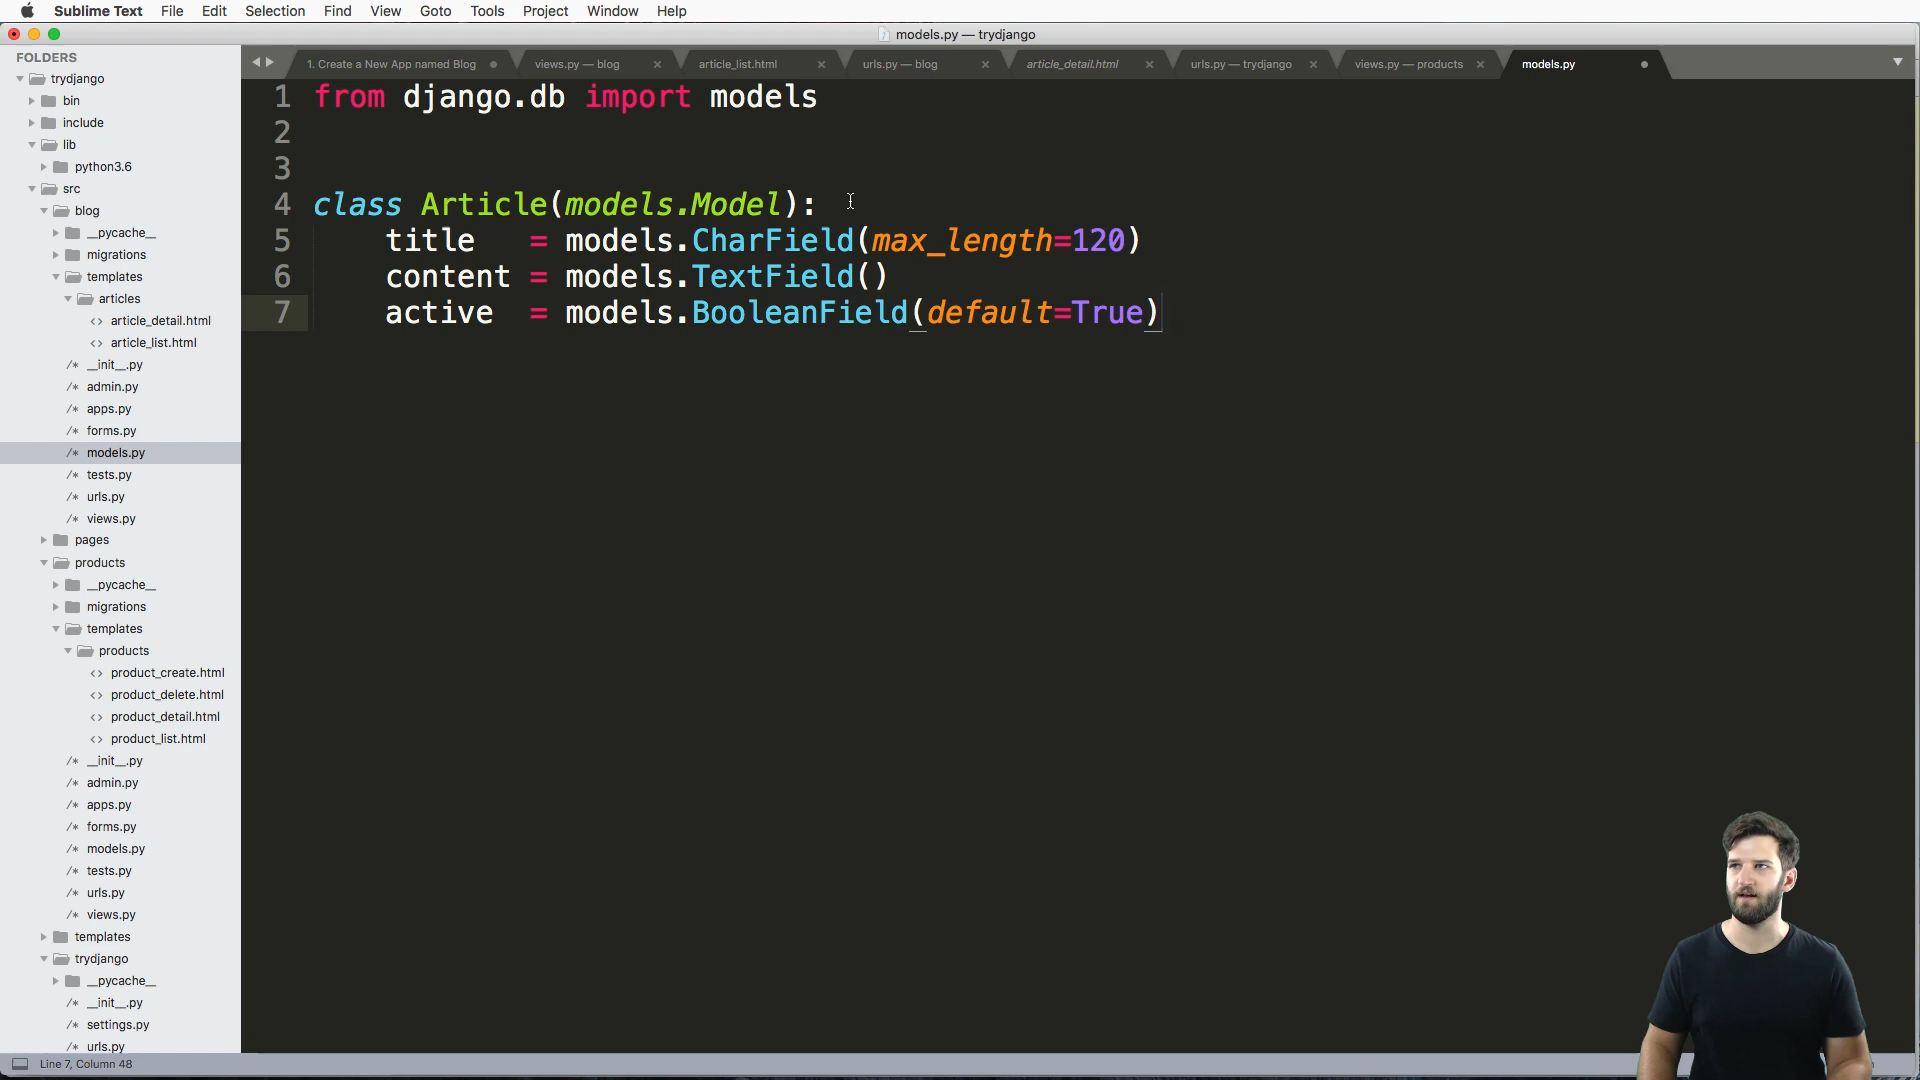 Sublime Text File Edit Selection Find View Goto Tools Project Window Help
models.py — trydjango
FOLDERS
trydjango
bin
include
lib
python3.6
src
blog
__pycache__
migrations
templates
articles
<> article_detail.html
<> article_list.html
/* __init__.py
/* admin.py
/* apps.py
/* forms.py
/* models.py
/* tests.py
/* urls.py
/* views.py
pages
products
__pycache__
migrations
templates
products
<> product_create.html
<> product_delete.html
<> product_detail.html
<> product_list.html
/* __init__.py
/* admin.py
/* apps.py
/* forms.py
/* models.py
/* tests.py
/* urls.py
/* views.py
templates
trydjango
__pycache__
/* __init__.py
/* settings.py
/* urls.py
1. Create a New App named Blog views.py — blog article_list.html urls.py — blog article_detail.html urls.py — trydjango views.py — products models.py
1 from django.db import models
2
3
4 class Article(models.Model):
5 title = models.CharField(max_length=120)
6 content = models.TextField()
7 active = models.BooleanField(default=True)
Line 7, Column 48